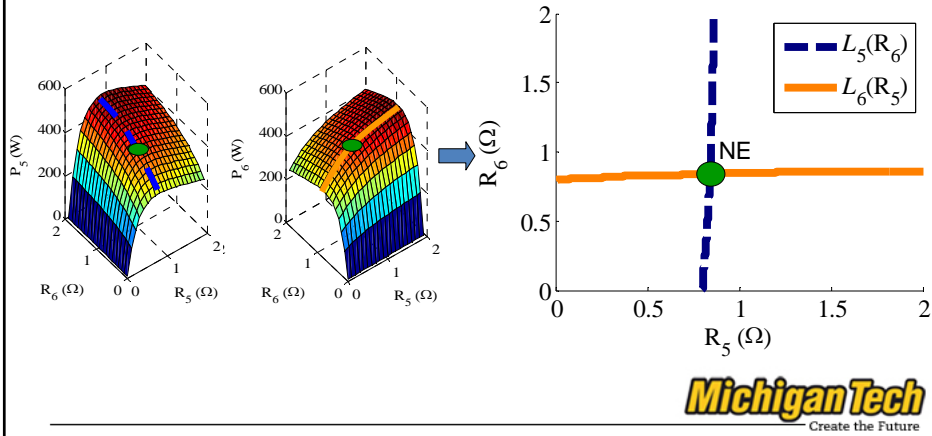 600
400
200
0
P5 (W)
2
1
0
R6 (Ω)
0
1
2
R5 (Ω)
600
400
200
0
P6 (W)
2
1
0
R6 (Ω)
0
1
2
R5 (Ω)
2
1.5
1
0.5
0
R6 (Ω)
0
0.5
1
1.5
2
R5 (Ω)
L5(R6)
L6(R5)
NE
Michigan Tech
Create the Future